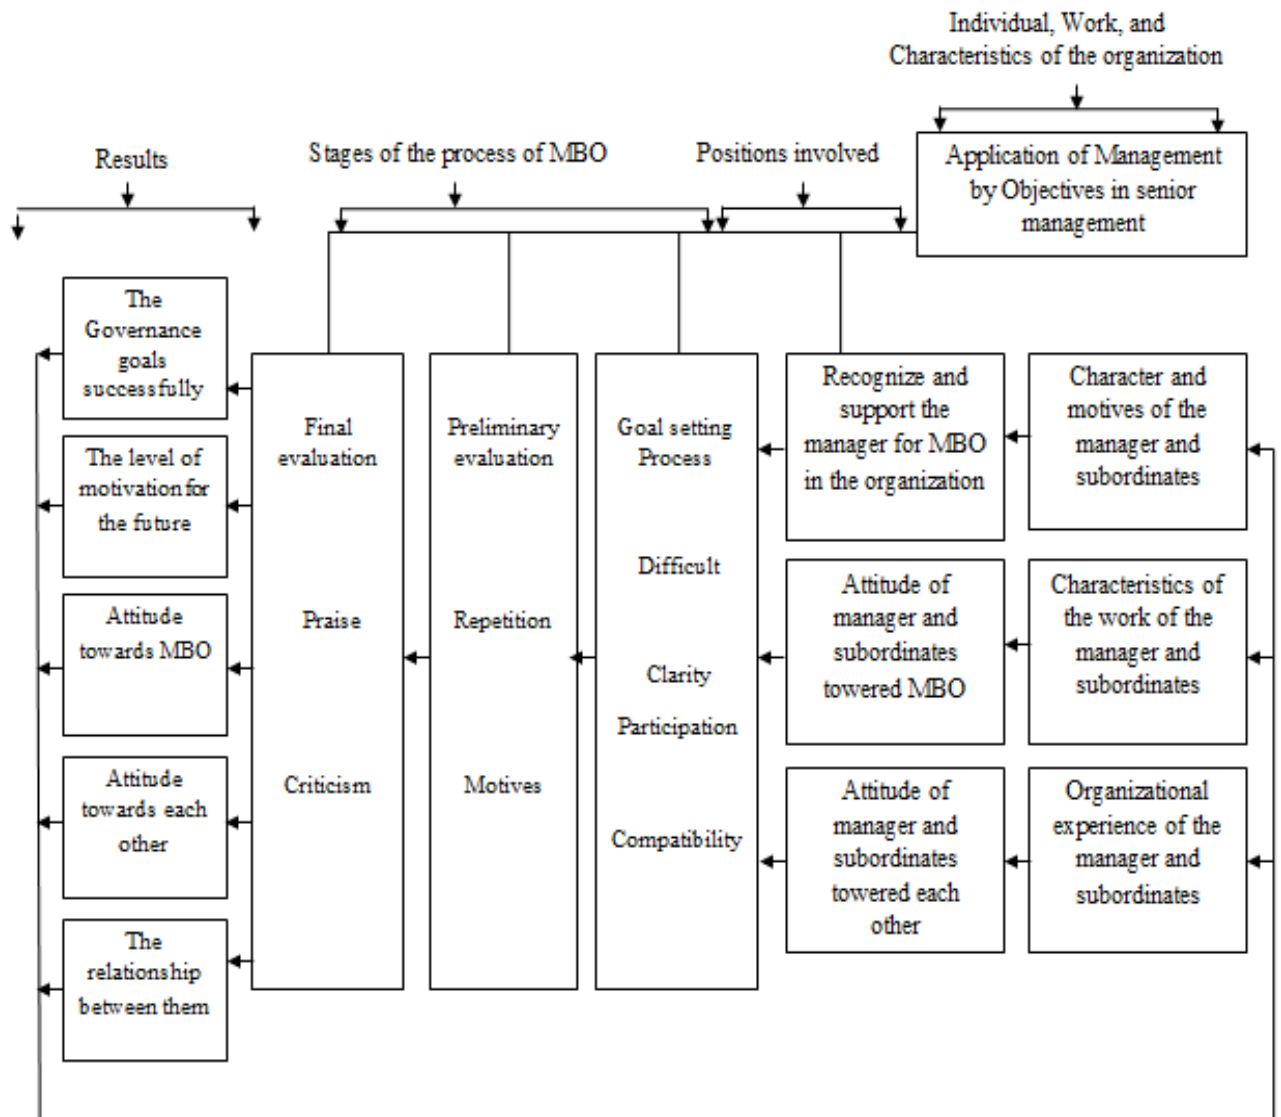 Individual, Work, and
Characteristics of the organization
Results
Stages of the process of MBO
Positions involved
Application of Management
by Objectives in senior
management
The
Governance
goals
successfully
The level of
motivation for
the future
Attitude
towards MBO
Attitude
towards each
other
The
relationship
between them
Final
evaluation
Praise
Criticism
Preliminary
evaluation
Repetition
Motives
Goal setting
Process
Difficult
Clarity
Participation
Compatibility
Recognize and
support the
manager for MBO
in the organization
Attitude of
manager and
subordinates
towered MBO
Attitude of
manager and
subordinates
towered each
other
Character and
motives of the
manager and
subordinates
Characteristics of
the work of the
manager and
subordinates
Organizational
experience of the
manager and
subordinates